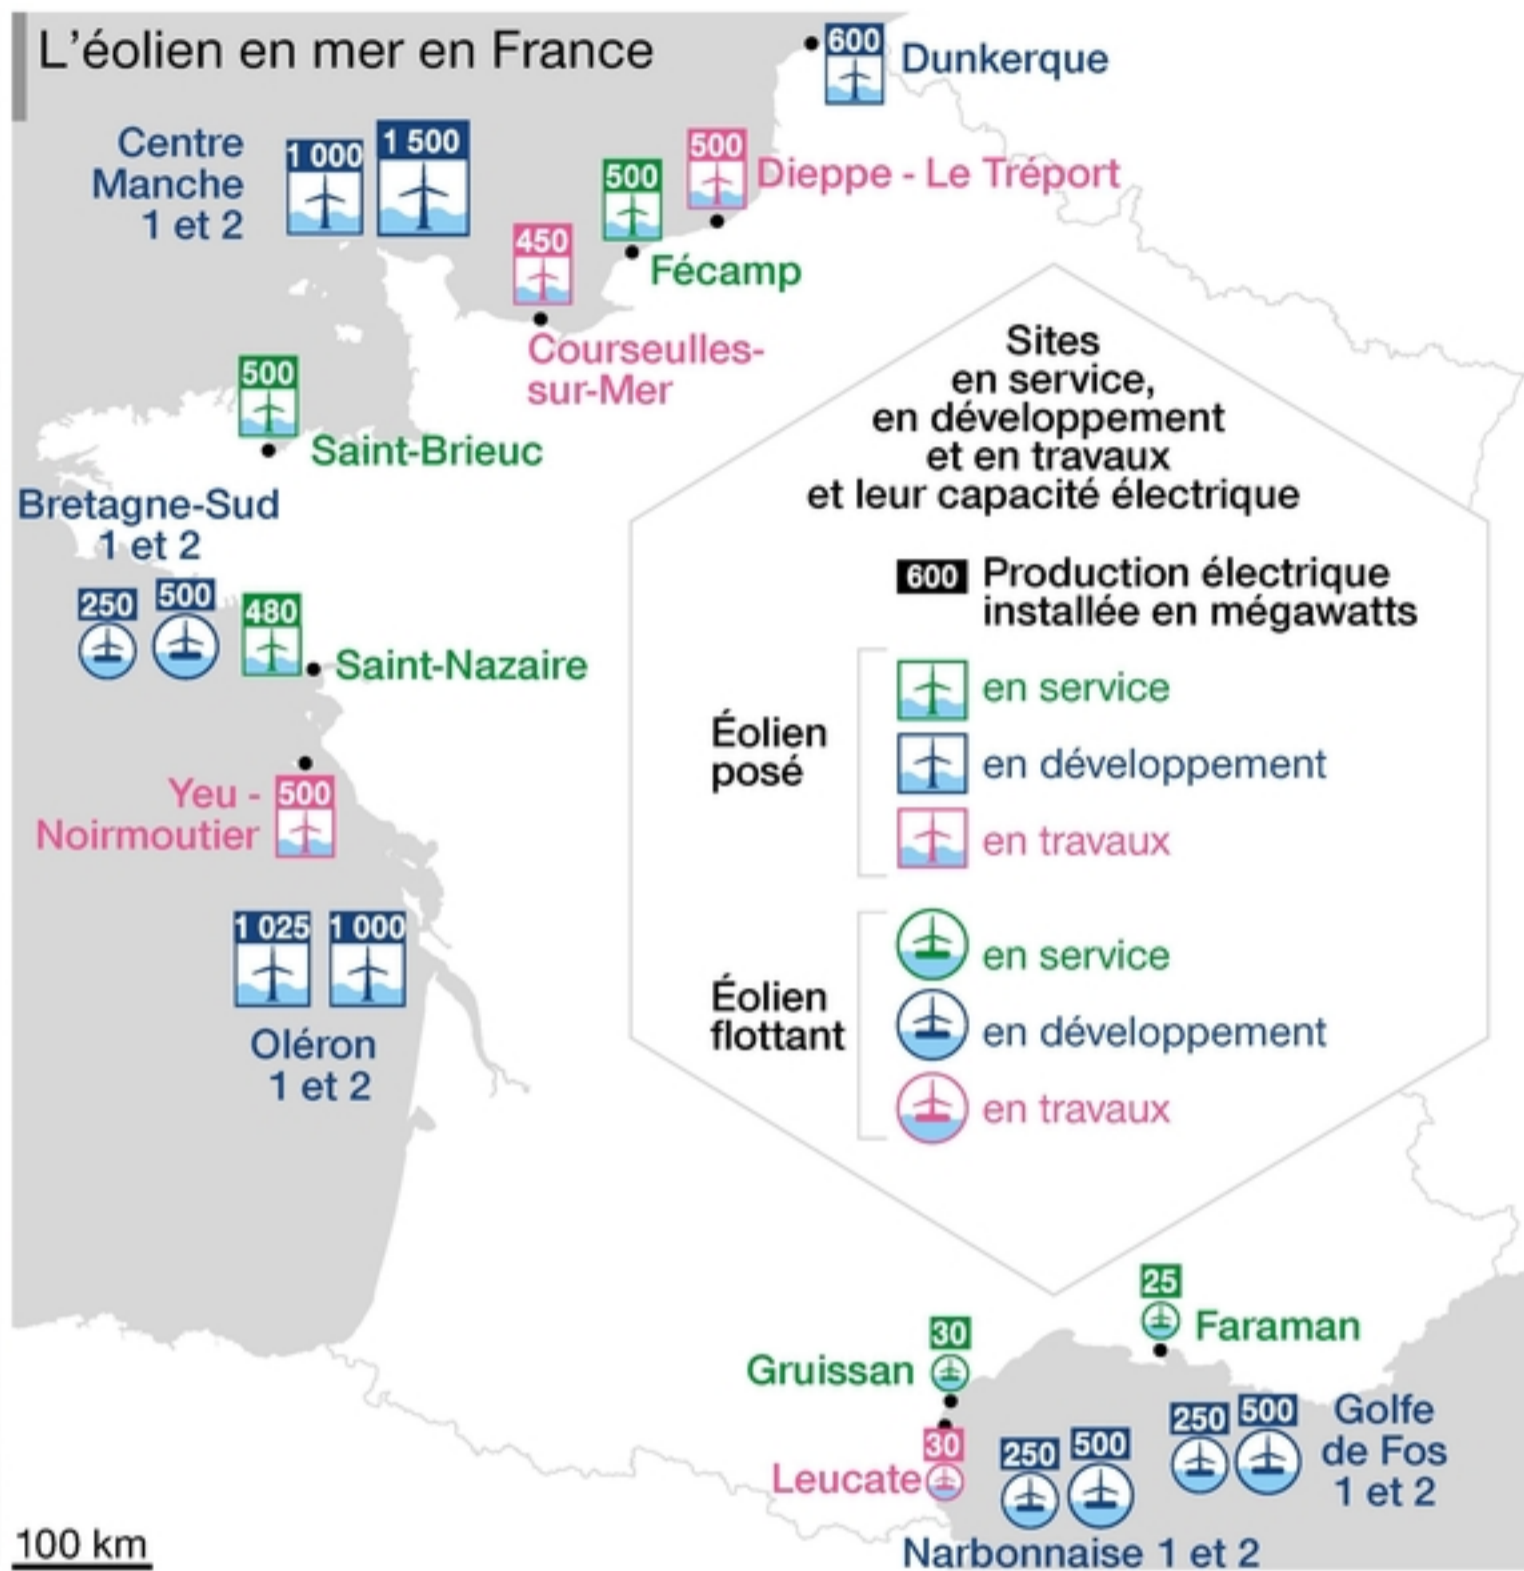 L'éolien en mer en France
600
Dunkerque
Centre
Manche
1 et 2
1 000
1 500
500
Dieppe - Le Tréport
500
Fécamp
450
Courseulles-
sur-Mer
500
Saint-Brieuc
Bretagne-Sud
1 et 2
250
500
480
Saint-Nazaire
Yeu -
Noirmoutier
500
1 025
1 000
Oléron
1 et 2
Sites
en service,
en développement
et en travaux
et leur capacité électrique
600
Production électrique
installée en mégawatts
Éolien
posé
en service
en développement
en travaux
Éolien
flottant
en service
en développement
en travaux
25
Faraman
30
Gruissan
30
Leucate
250
500
Narbonnaise 1 et 2
250
500
Golfe
de Fos
1 et 2
100 km